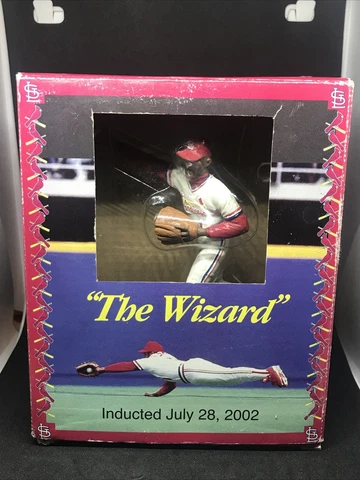 "The Wizard"
Inducted July 28, 2002